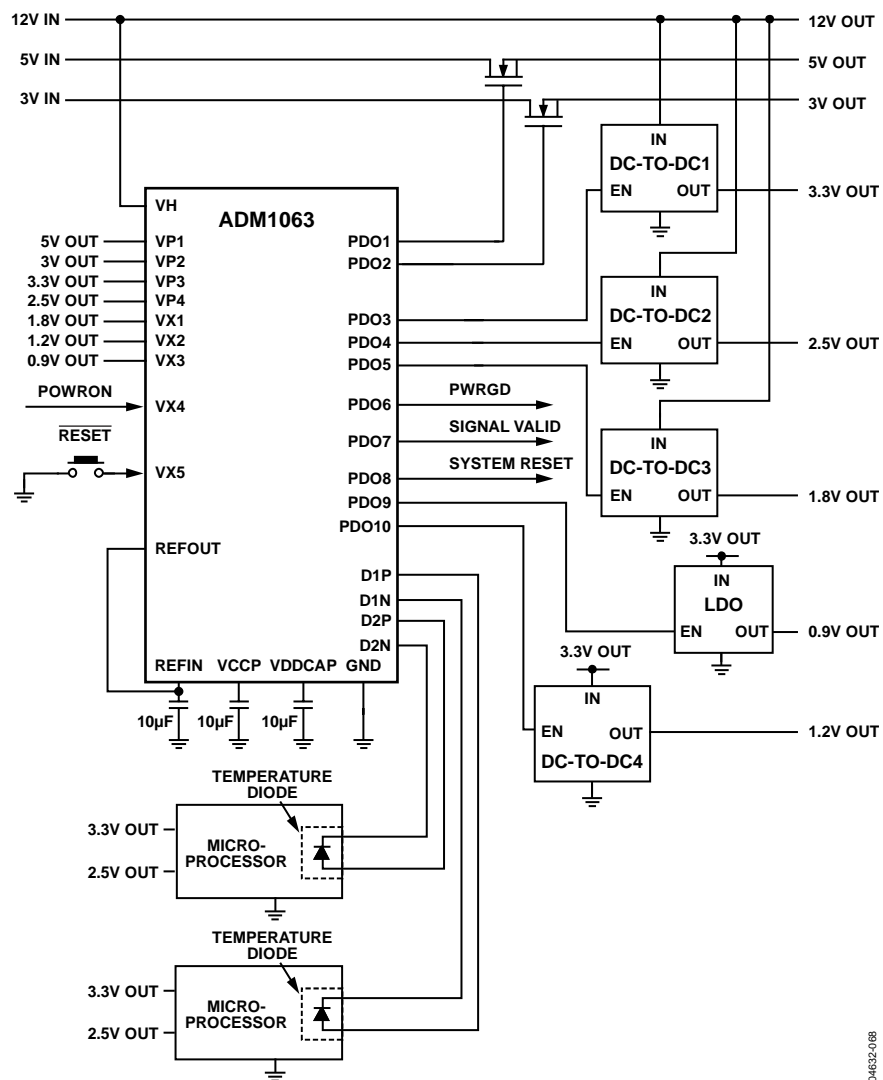 12V IN
12V OUT
5V IN
5V OUT
3V IN
3V OUT
IN
DC-TO-DC1
EN OUT
3.3V OUT
VH
ADM1063
5V OUT VP1
3V OUT VP2
3.3V OUT VP3
2.5V OUT VP4
1.8V OUT VX1
1.2V OUT VX2
0.9V OUT VX3
POWRON
VX4
RESET
VX5
REFOUT
PDO1
PDO2
PDO3
PDO4
PDO5
PDO6
PWRGD
PDO7
SIGNAL VALID
PDO8
SYSTEM RESET
PDO9
PDO10
D1P
D1N
D2P
D2N
REFIN VCCP VDDCAP GND
10µF 10µF 10µF
IN
DC-TO-DC2
EN OUT
2.5V OUT
IN
DC-TO-DC3
EN OUT
1.8V OUT
3.3V OUT
IN
LDO
EN OUT
0.9V OUT
3.3V OUT
IN
EN OUT
DC-TO-DC4
1.2V OUT
TEMPERATURE
DIODE
3.3V OUT
2.5V OUT
MICRO-
PROCESSOR
TEMPERATURE
DIODE
3.3V OUT
2.5V OUT
MICRO-
PROCESSOR
04632-068